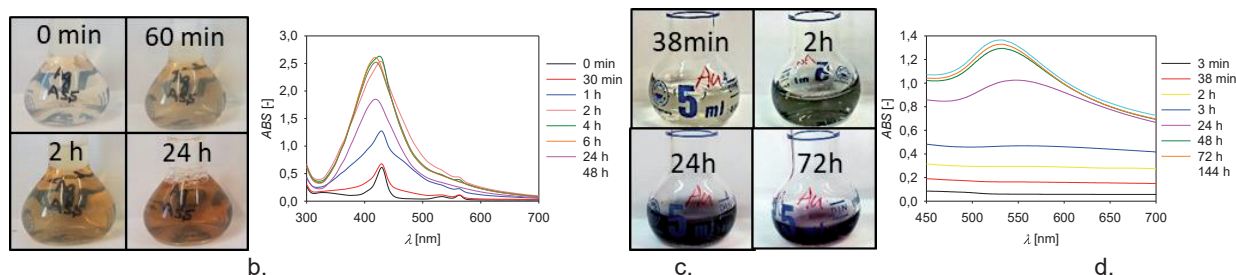 0 min
60 min
2 h
24 h
Ag
A35
3,0
2,5
2,0
1,5
1,0
0,5
0,0
ABS [-]
300 400 500 600 700
λ [nm]
0 min
30 min
1 h
2 h
4 h
6 h
24 h
48 h
b.
38min
2h
24h
72h
Au
5 ml
c.
1,4
1,2
1,0
0,8
0,6
0,4
0,2
0,0
ABS [-]
450 500 550 600 650 700
λ [nm]
3 min
38 min
2 h
3 h
24 h
48 h
72 h
144 h
d.